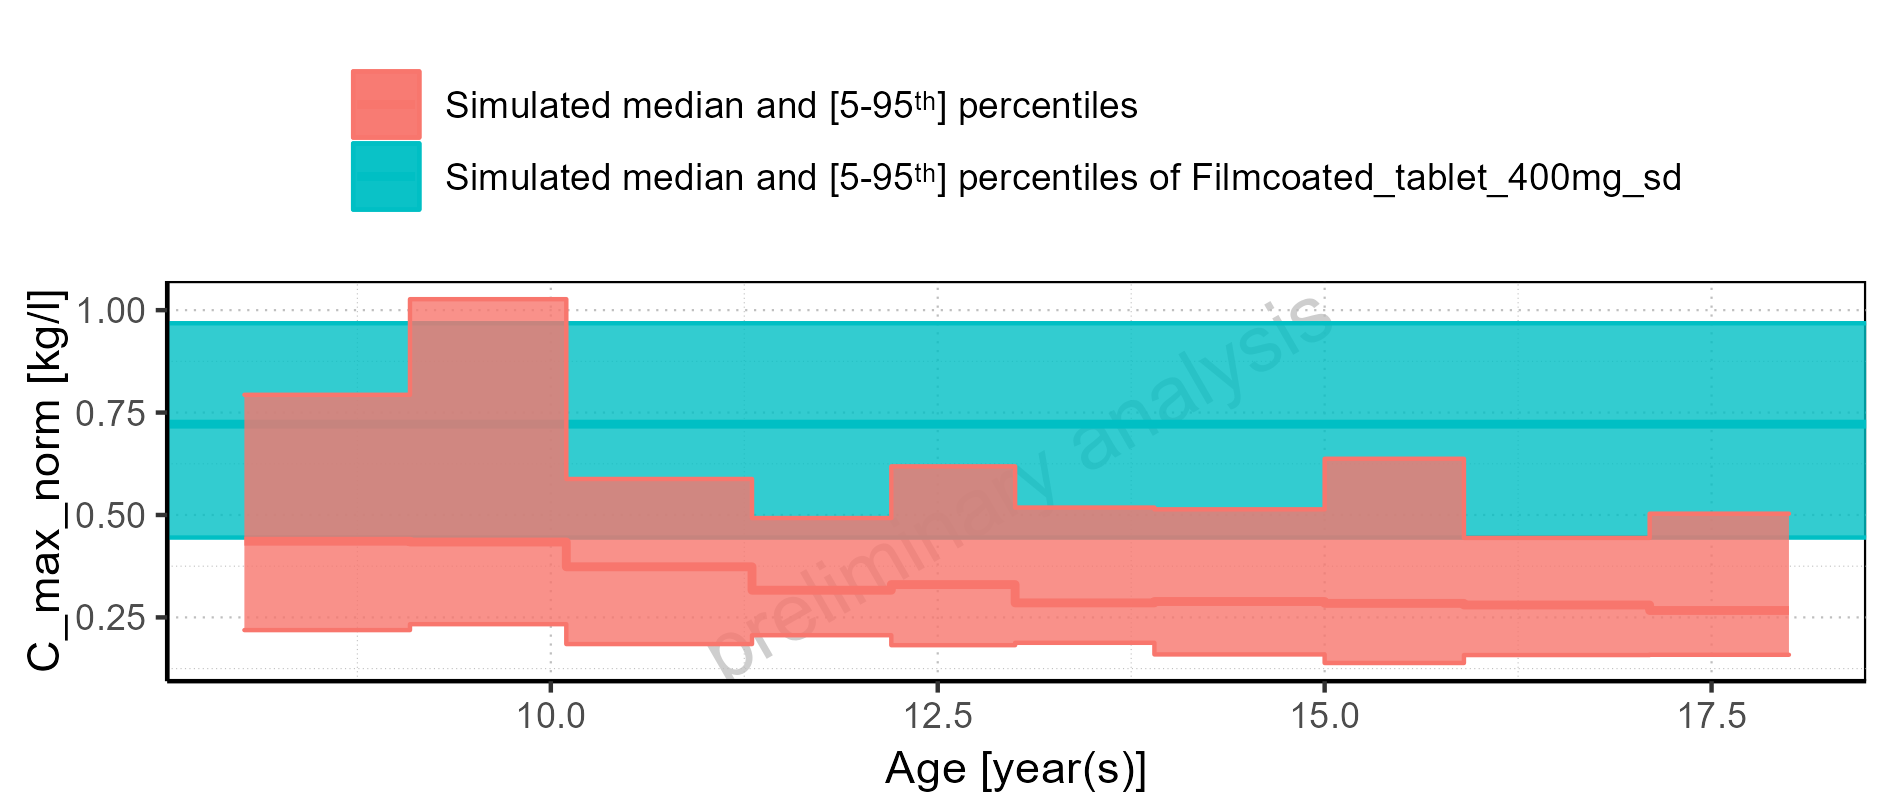 Simulated median and [5-95ᵗʰ] percentiles
Simulated median and [5-95ᵗʰ] percentiles of Filmcoated_tablet_400mg_sd
C_max_norm [kg/l]
1.00
0.75
0.50
0.25
preliminary analysis
10.0 12.5 15.0 17.5
Age [year(s)]